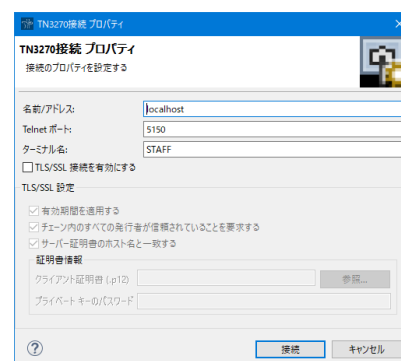 TN3270接続 プロパティ
TN3270接続 プロパティ
接続のプロパティを設定する
名前/アドレス: localhost
Telnet ポート: 5150
ターミナル名: STAFF
TLS/SSL 接続を有効にする
TLS/SSL 設定
有効期間を適用する
チェーン内のすべての発行者が信頼されていることを要求する
サーバー証明書のホスト名と一致する
証明書情報
クライアント証明書 (.p12) 参照...
プライベート キーの/パスワード
? 接続 キャンセル